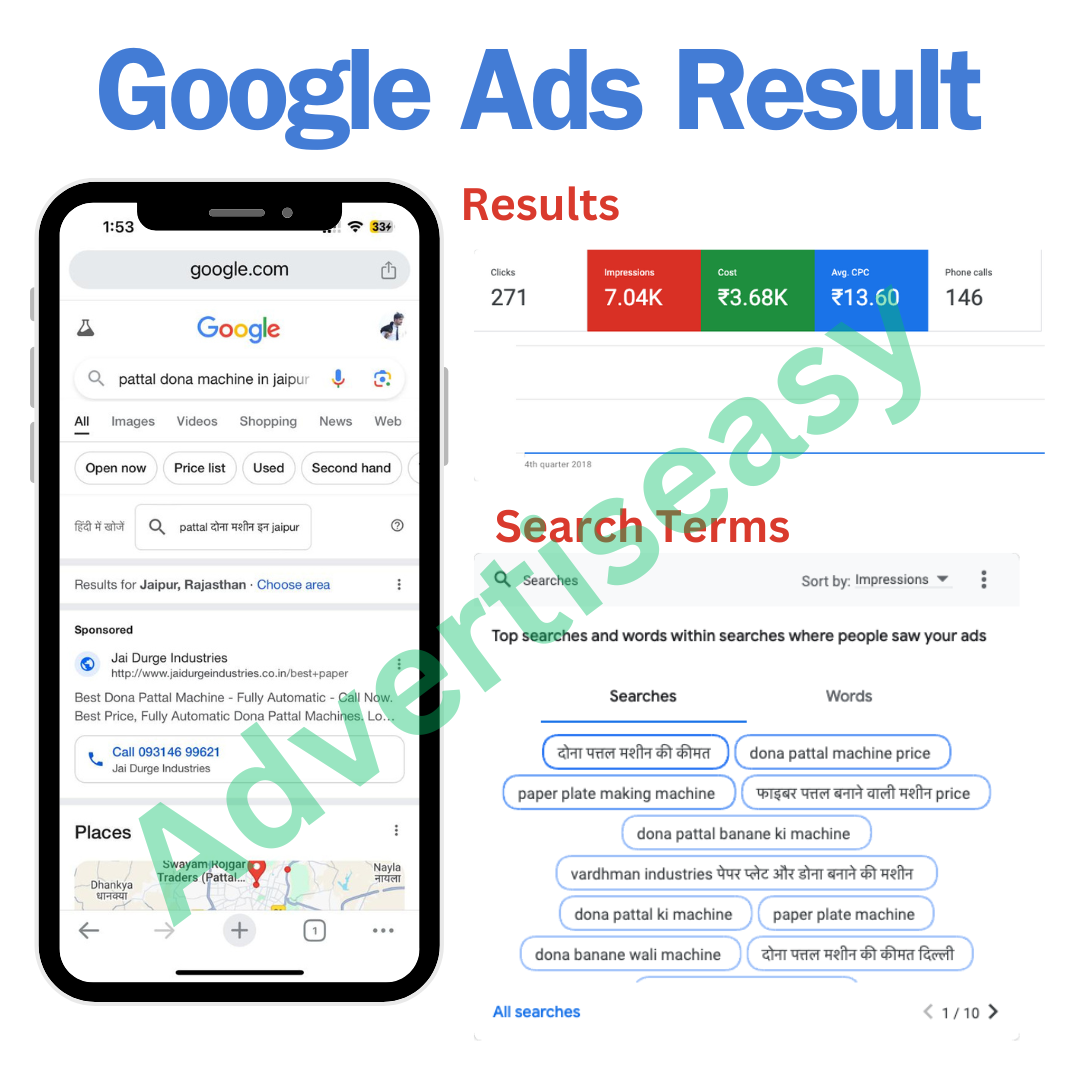 Google Ads Result
1:53
33
google.com
Google
pattal dona machine in jaipur
All Images Videos Shopping News Web
Open now Price list Used Second hand
हिंदी में खोजें pattal दोना मशीन इन jaipur
Results for Jaipur, Rajasthan · Choose area
Sponsored
Jai Durge Industries
http://www.jaidurgeindustries.co.in/best+paper
Best Dona Pattal Machine - Fully Automatic - Call Now.
Best Price, Fully Automatic Dona Pattal Machines. Lo...
Call 093146 99621
Jai Durge Industries
Places
Swayam Rojgar
Traders (Pattal...
Dhankya
धानक्या
Nayla
नायला
1
Results
Clicks Impressions Cost Avg. CPC Phone calls
271 7.04K ₹3.68K ₹13.60 146
4th quarter 2018
Search Terms
Searches Sort by: Impressions
Top searches and words within searches where people saw your ads
Searches Words
दोना पत्तल मशीन की कीमत dona pattal machine price
paper plate making machine फाइबर पत्तल बनाने वाली मशीन price
dona pattal banane ki machine
vardhman industries पेपर प्लेट और डोना बनाने की मशीन
dona pattal ki machine paper plate machine
dona banane wali machine दोना पत्तल मशीन की कीमत दिल्ली
All searches 1 / 10
Advertiseasy